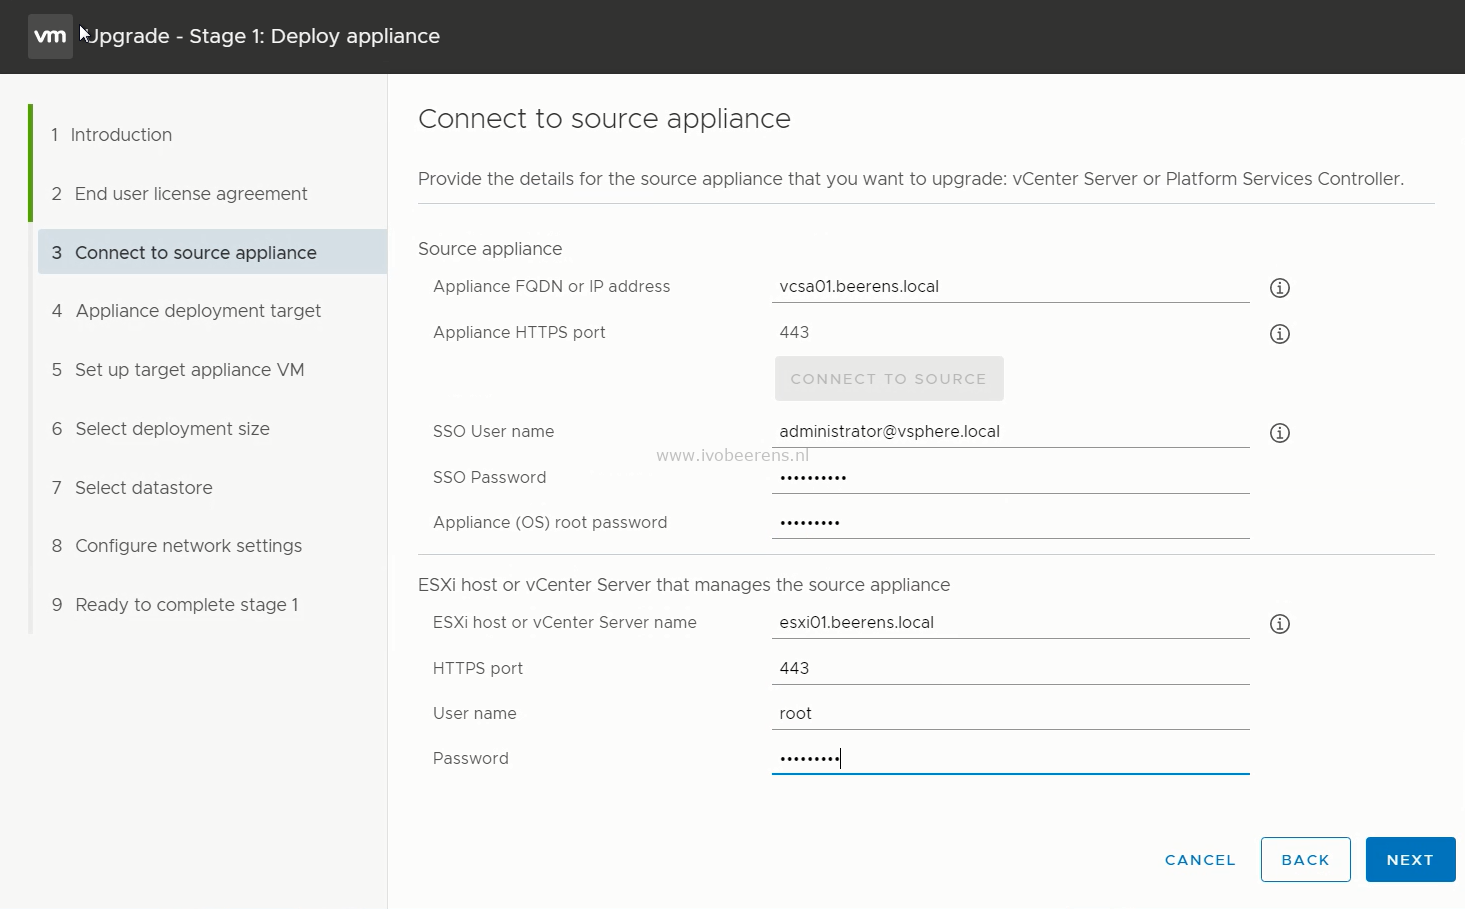 vm Upgrade - Stage 1: Deploy appliance
1 Introduction
2 End user license agreement
3 Connect to source appliance
4 Appliance deployment target
5 Set up target appliance VM
6 Select deployment size
7 Select datastore
8 Configure network settings
9 Ready to complete stage 1
Connect to source appliance
Provide the details for the source appliance that you want to upgrade: vCenter Server or Platform Services Controller.
Source appliance
Appliance FQDN or IP address vcsa01.beerens.local
Appliance HTTPS port 443
CONNECT TO SOURCE
SSO User name administrator@vsphere.local
www.ivobeerens.nl
SSO Password ••••••••••
Appliance (OS) root password •••••••••
ESXi host or vCenter Server that manages the source appliance
ESXi host or vCenter Server name esxi01.beerens.local
HTTPS port 443
User name root
Password •••••••••
CANCEL BACK NEXT